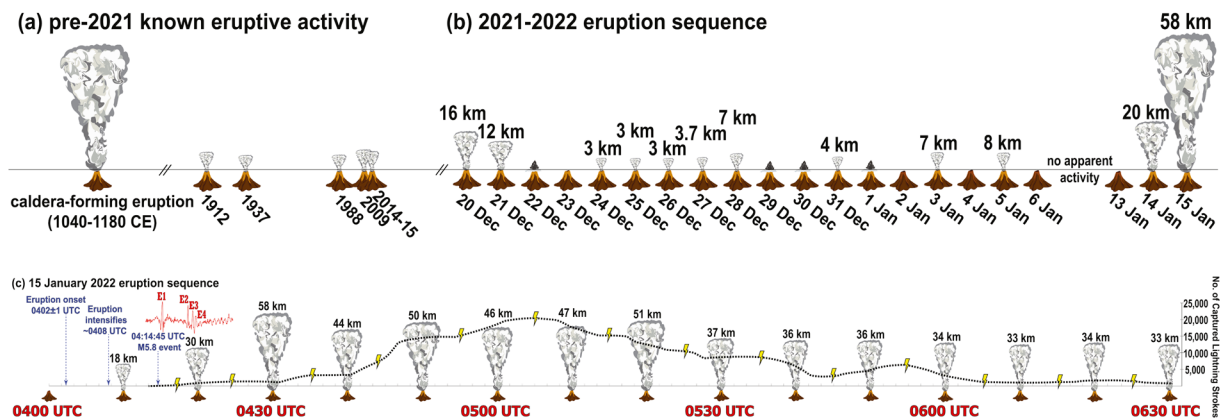 (a) pre-2021 known eruptive activity
caldera-forming eruption
(1040-1180 CE)
1912
1937
1988
2009
2014-15
(b) 2021-2022 eruption sequence
16 km
12 km
3 km
3 km
3 km
3.7 km
7 km
4 km
7 km
8 km
no apparent
activity
20 km
58 km
20 Dec
21 Dec
22 Dec
23 Dec
24 Dec
25 Dec
26 Dec
27 Dec
28 Dec
29 Dec
30 Dec
31 Dec
1 Jan
2 Jan
3 Jan
4 Jan
5 Jan
6 Jan
13 Jan
14 Jan
15 Jan
(c) 15 January 2022 eruption sequence
Eruption onset
0402±1 UTC
Eruption
intensifies
~0408 UTC
E1
E2
E3
E4
04:14:45 UTC
M5.8 event
18 km
30 km
58 km
44 km
50 km
46 km
47 km
51 km
37 km
36 km
36 km
34 km
33 km
34 km
33 km
0400 UTC
0430 UTC
0500 UTC
0530 UTC
0600 UTC
0630 UTC
25,000
20,000
15,000
10,000
5,000
No. of Captured Lightning Strokes